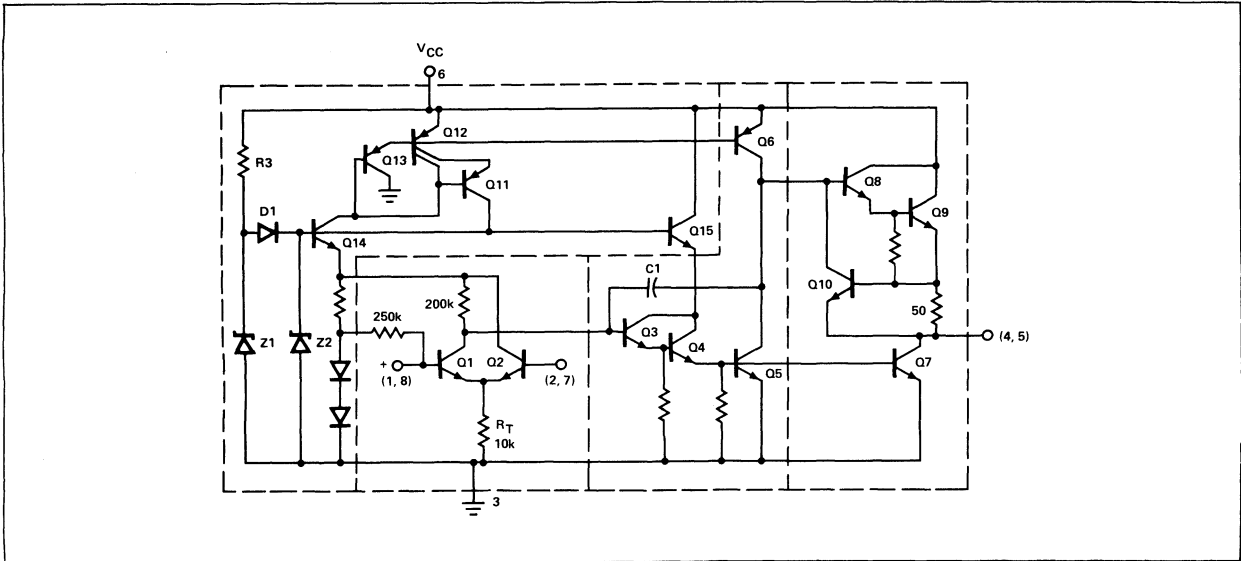 VCC
6
Q12
Q6
Q13
R3
Q11
Q8
D1
Q9
Q14
Q15
C1
Q10
200k
50
250k
Z1
Z2
Q3
(4, 5)
Q4
+
Q1
Q2
Q7
(1, 8)
(2, 7)
Q5
RT
10k
3